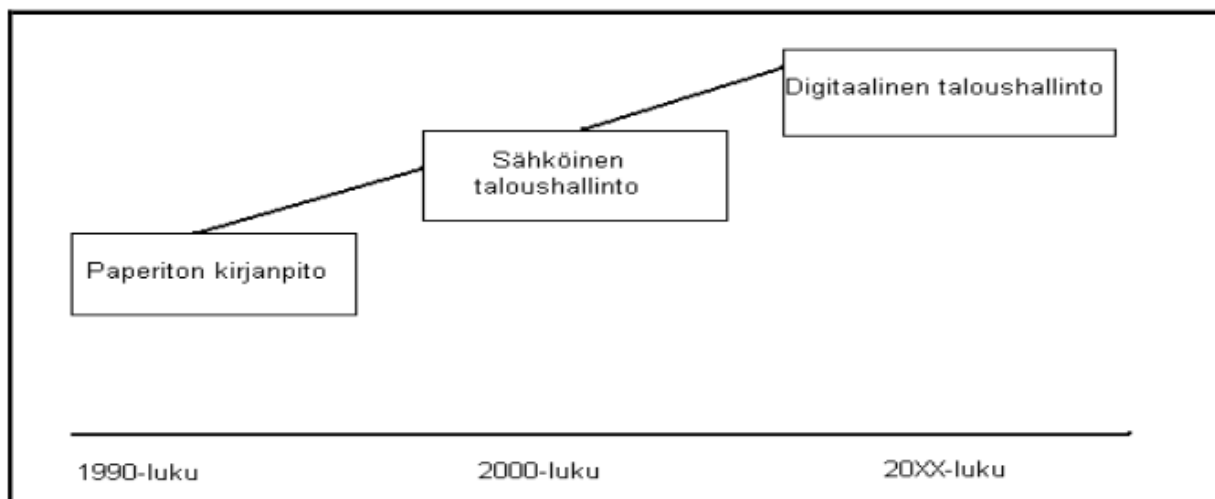 Digitaalinen taloushallinto
Sähköinen
taloushallinto
Paperiton kirjanpito
1990-luku
2000-luku
20XX-luku